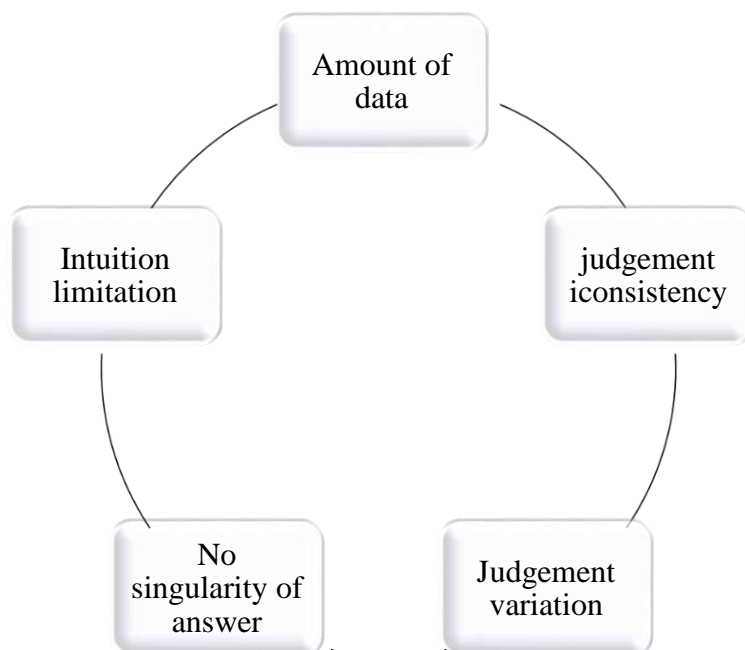 Amount of
data
judgement
iconsistency
Judgement
variation
No
singularity of
answer
Intuition
limitation